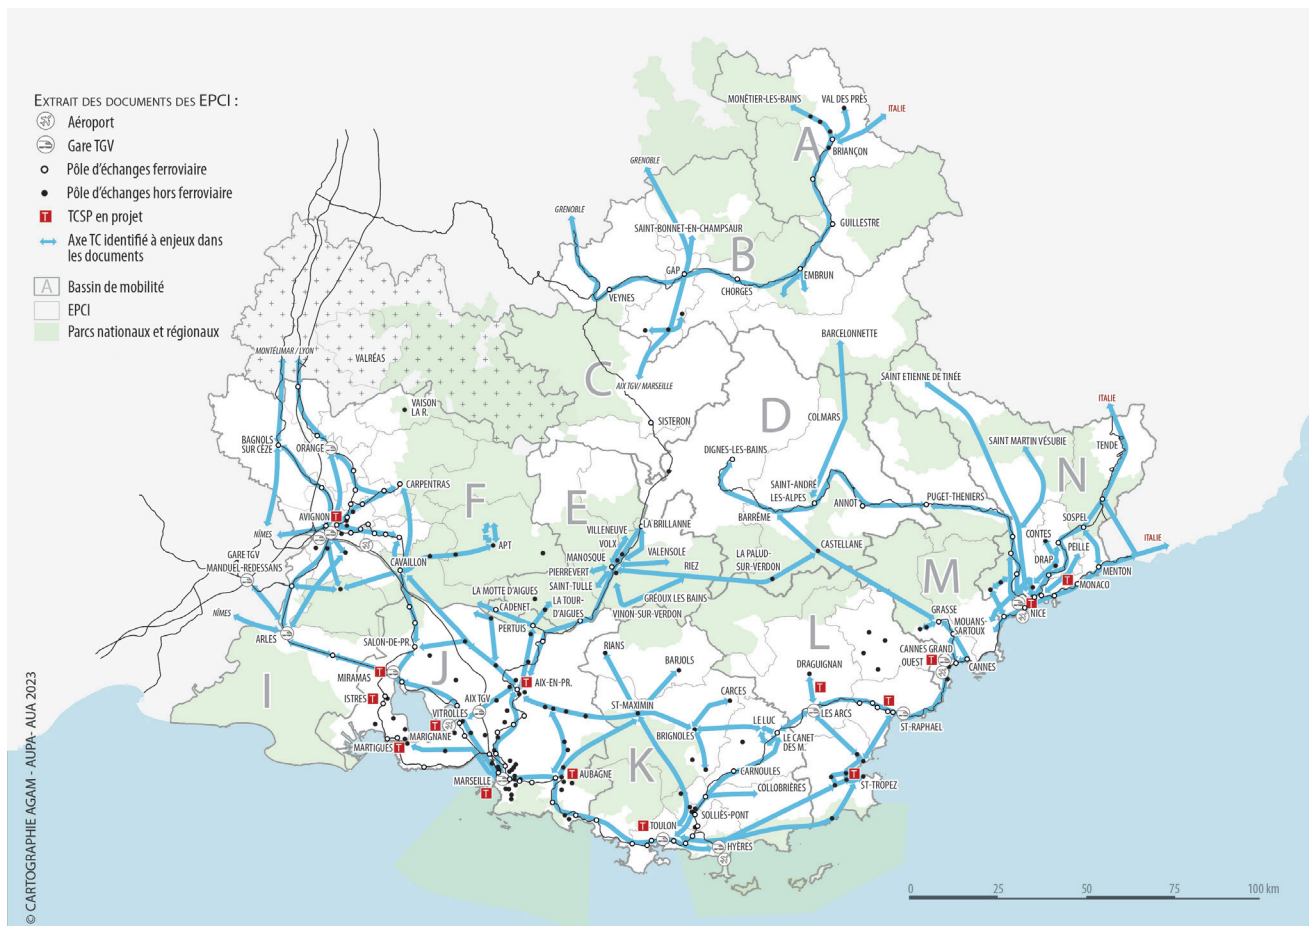 EXTRAIT DES DOCUMENTS DES EPCI :
Aéroport
Gare TGV
Pôle d'échanges ferroviaire
Pôle d'échanges hors ferroviaire
T TCSP en projet
Axe TC identifié à enjeux dans
les documents
A Bassin de mobilité
EPCI
Parcs nationaux et régionaux
MONÊTIER-LES-BAINS
VAL DES PRÈS
ITALIE
A
BRIANÇON
GRENOBLE
GRENOBLE
GUILLESTRE
SAINT-BONNET-EN-CHAMPSAUR
B
GAP
EMBRUN
CHORGES
VEYNES
BARCELONNETTE
MONTÉLIMAR / LYON
VALRÉAS
C
AIX TGV/ MARSEILLE
SAINT ETIENNE DE TINÉE
ITALIE
VAISON
LA R.
SISTERON
D
COLMARS
BAGNOLS
SUR CÈZE
ORANGE
DIGNES-LES-BAINS
SAINT MARTIN VÉSUBIE
TENDE
N
CARPENTRAS
SAINT-ANDRÉ
LES-ALPES
ANNOT
PUGET-THENIERS
F
E
AVIGNON
T
NÎMES
VILLENEUVE
LA BRILLANNE
BARRÊME
SOSPEL
CONTES
ITALIE
APT
VOLX
VALENSOLE
LA PALUD-
SUR-VERDON
CASTELLANE
PEILLE
DRAP
GARE TGV
MANDUEL-REDESSANS
CAVAILLON
MANOSQUE
PIERREVERT
RIEZ
M
MENTON
T
MONACO
SAINT-TULLE
LA MOTTE D'AIGUES
CADENET
LA TOUR-
D'AIGUES
GRÉOUX LES BAINS
VINON-SUR-VERDON
T
NICE
NÎMES
GRASSE
MOUANS-
SARTOUX
PERTUIS
ARLES
SALON-DE-PR.
L
RIANS
BARJOLS
CANNES GRAND
OUEST
T
CANNES
DRAGUIGNAN
T
MIRAMAS
T
J
AIX-EN-PR.
T
I
ISTRES
T
AIX TGV
CARCES
T
VITROLLES
T
ST-MAXIMIN
LE LUC
LES ARCS
ST-RAPHAEL
MARIGNANE
BRIGNOLES
LE CANET
DES M.
MARTIGUES
T
K
CARNOULES
MARSEILLE
T
AUBAGNE
T
COLLOBRIÈRES
T
ST-TROPEZ
SOLLIÈS-PONT
T
TOULON
HYÈRES
0 25 50 75 100 km
© CARTOGRAPHIE AGAM - AUPA- AUA 2023